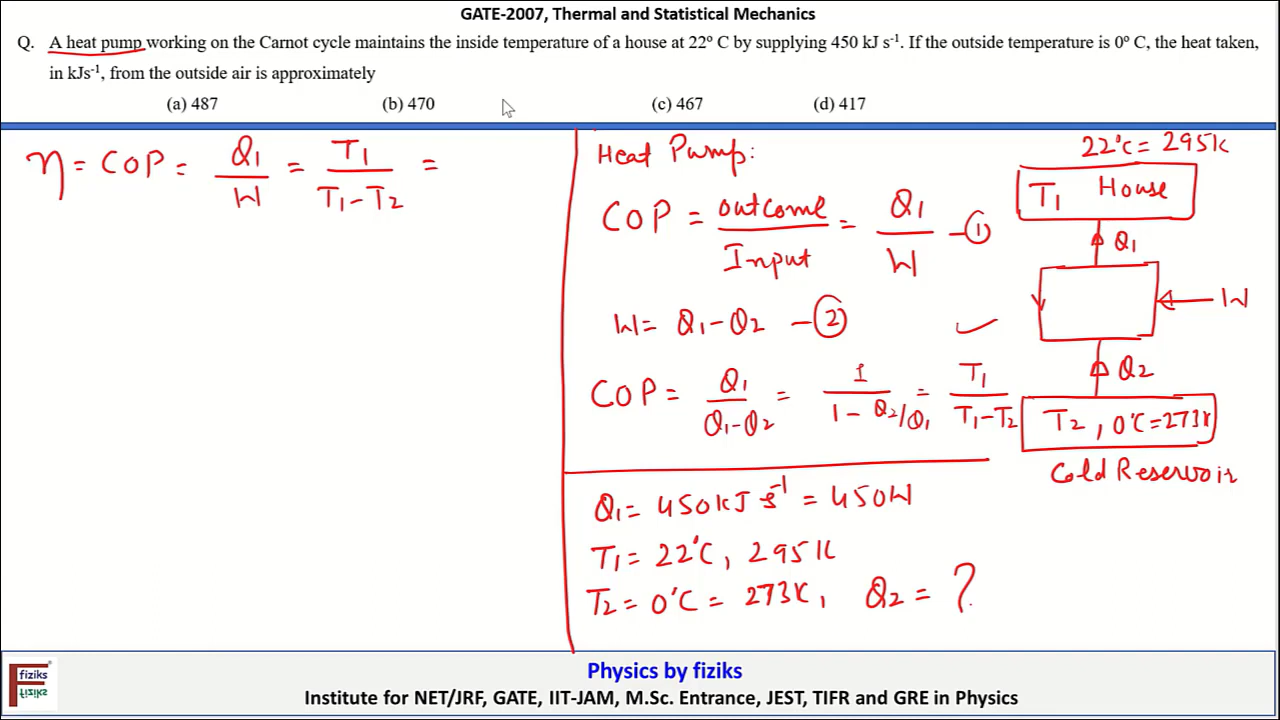 GATE-2007, Thermal and Statistical Mechanics
Q. A heat pump working on the Carnot cycle maintains the inside temperature of a house at 22º C by supplying 450 kJ s⁻¹. If the outside temperature is 0º C, the heat taken,
in kJs⁻¹, from the outside air is approximately
(a) 487 (b) 470 (c) 467 (d) 417
η = COP = Q₁/W = T₁/(T₁-T₂) =
Heat Pump:
COP = outcome/Input = Q₁/W —①
W = Q₁-Q₂ —②
COP = Q₁/(Q₁-Q₂) = 1/(1-Q₂/Q₁) = T₁/(T₁-T₂)
22°C = 295K
T₁ House
Q₁
W
Q₂
T₂, 0°C=273K
Cold Reservoir
Q₁ = 450kJ s⁻¹ = 450W
T₁ = 22°C, 295K
T₂ = 0°C = 273K, Q₂ = ?
fiziks
fiziks
Physics by fiziks
Institute for NET/JRF, GATE, IIT-JAM, M.Sc. Entrance, JEST, TIFR and GRE in Physics